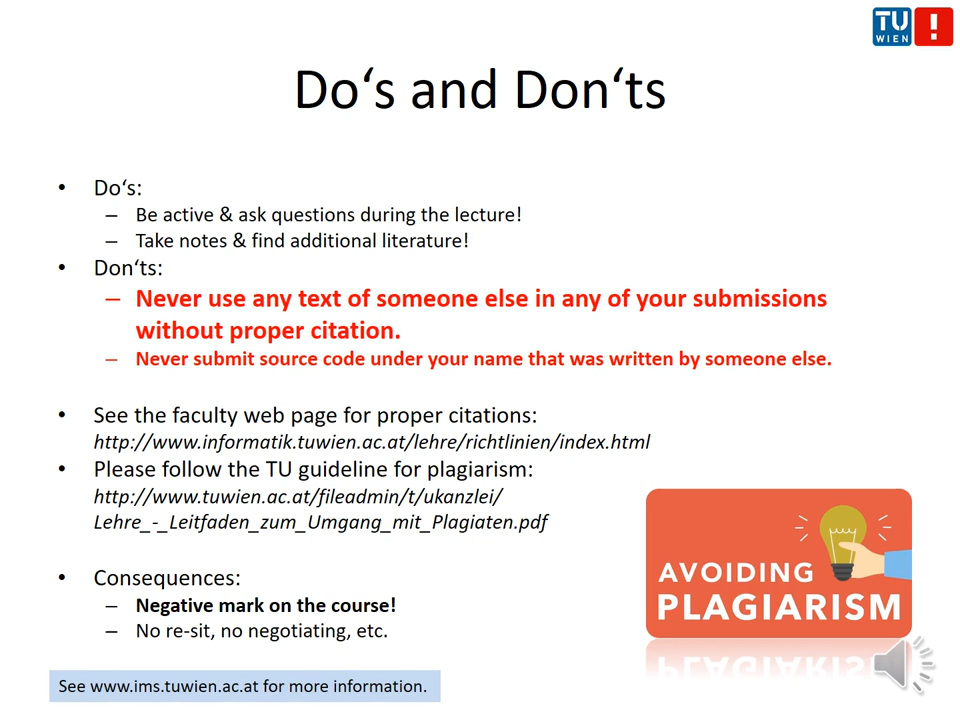 TU
WIEN
!
Do‘s and Don‘ts
• Do‘s:
– Be active & ask questions during the lecture!
– Take notes & find additional literature!
• Don‘ts:
– Never use any text of someone else in any of your submissions
without proper citation.
– Never submit source code under your name that was written by someone else.
• See the faculty web page for proper citations:
http://www.informatik.tuwien.ac.at/lehre/richtlinien/index.html
• Please follow the TU guideline for plagiarism:
http://www.tuwien.ac.at/fileadmin/t/ukanzlei/
Lehre_-_Leitfaden_zum_Umgang_mit_Plagiaten.pdf
• Consequences:
– Negative mark on the course!
– No re-sit, no negotiating, etc.
AVOIDING
PLAGIARISM
See www.ims.tuwien.ac.at for more information.